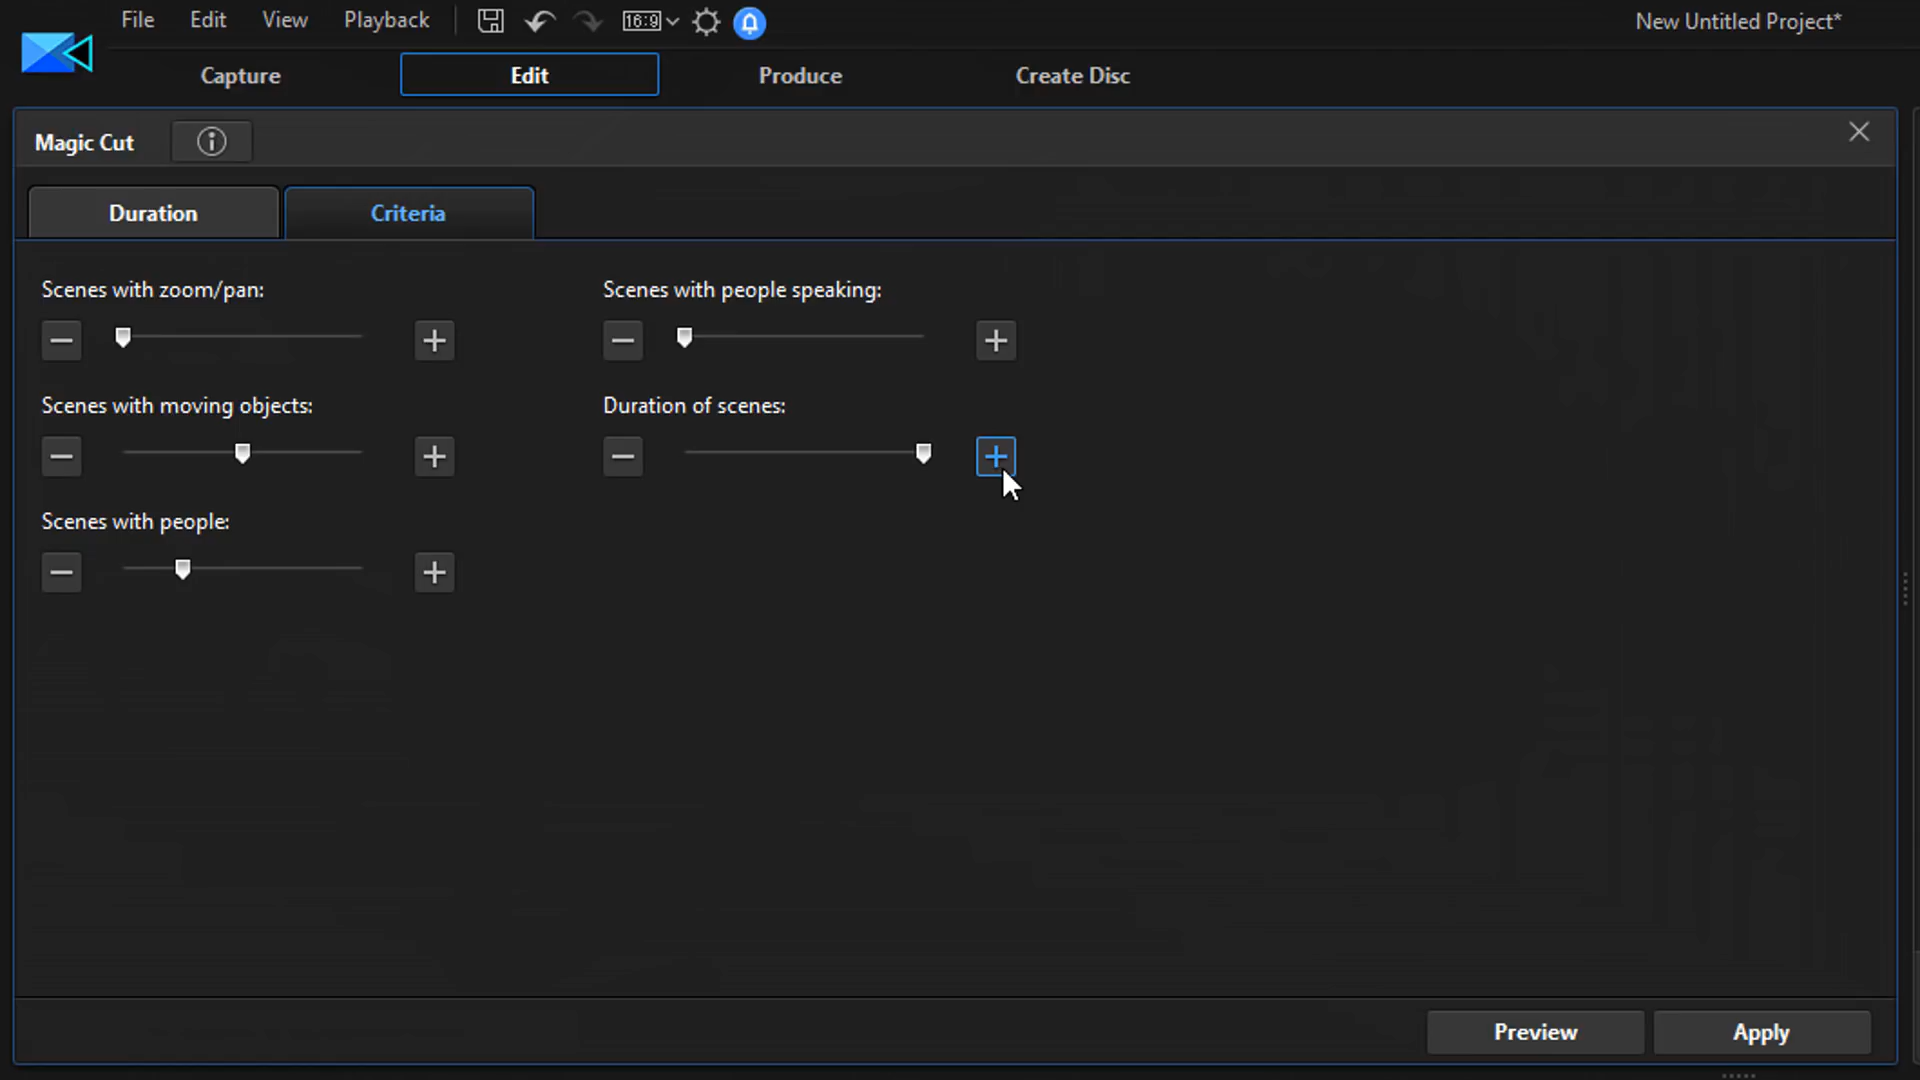 File Edit View Playback 16:9 New Untitled Project*
Capture Edit Produce Create Disc
Magic Cut
Duration Criteria
Scenes with zoom/pan: Scenes with people speaking:
Scenes with moving objects: Duration of scenes:
Scenes with people:
Preview Apply